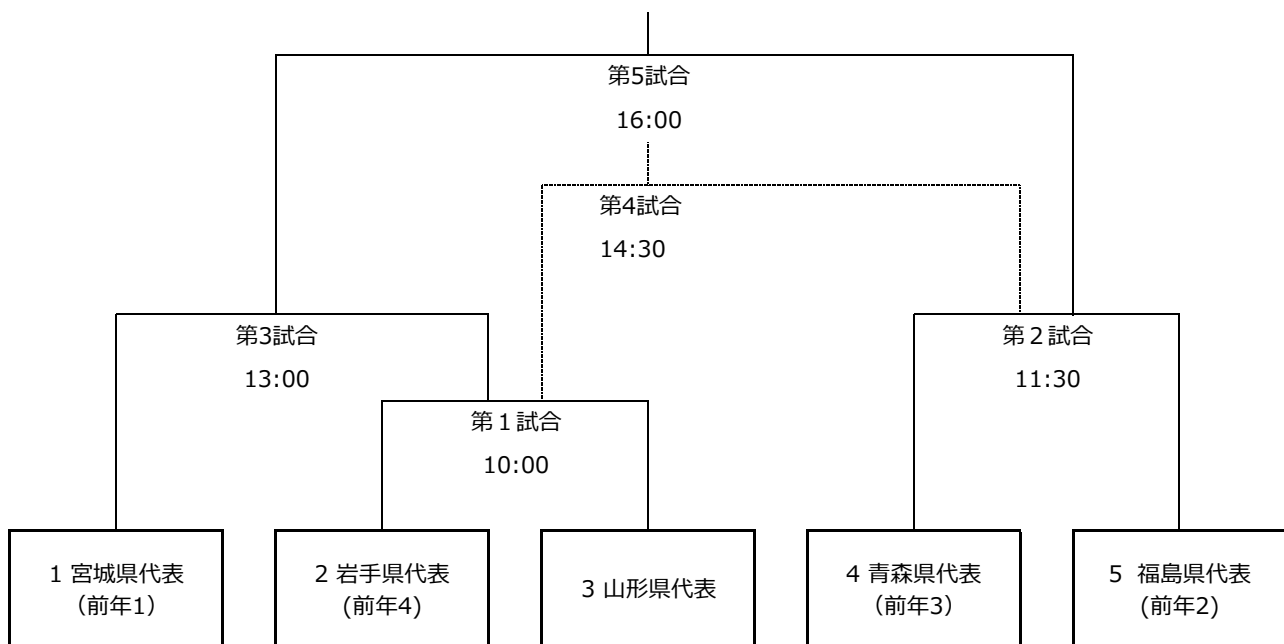 第5試合
16:00
第4試合
14:30
第3試合
13:00
第２試合
11:30
第１試合
10:00
1 宮城県代表
（前年1）
2 岩手県代表
(前年4)
3 山形県代表
4 青森県代表
（前年3）
5 福島県代表
(前年2)